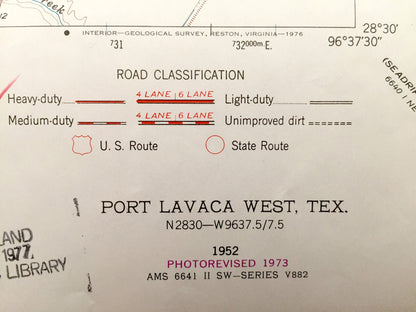 Creek
INTERIOR—GEOLOGICAL SURVEY, RESTON, VIRGINIA—1976
28°30'
731
732000m.E.
96°37'30"
(SEADRIF
6640 I NE
ROAD CLASSIFICATION
Heavy-duty 4 LANE 6 LANE Light-duty
Medium-duty 4 LANE 6 LANE Unimproved dirt
U. S. Route State Route
PORT LAVACA WEST, TEX.
N2830—W9637.5/7.5
1952
PHOTOREVISED 1973
AMS 6641 II SW—SERIES V882
LAND
1977
LIBRARY